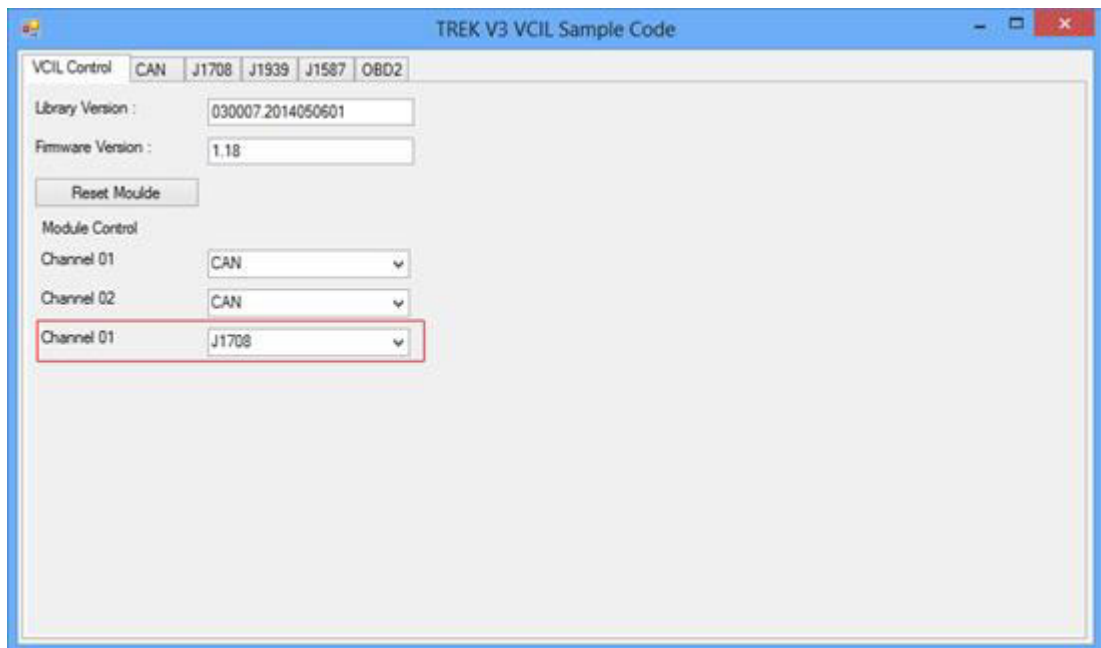 TREK V3 VCIL Sample Code
VCIL Control CAN J1708 J1939 J1587 OBD2
Library Version : 030007.2014050601
Firmware Version : 1.18
Reset Moulde
Module Control
Channel 01 CAN
Channel 02 CAN
Channel 01 J1708